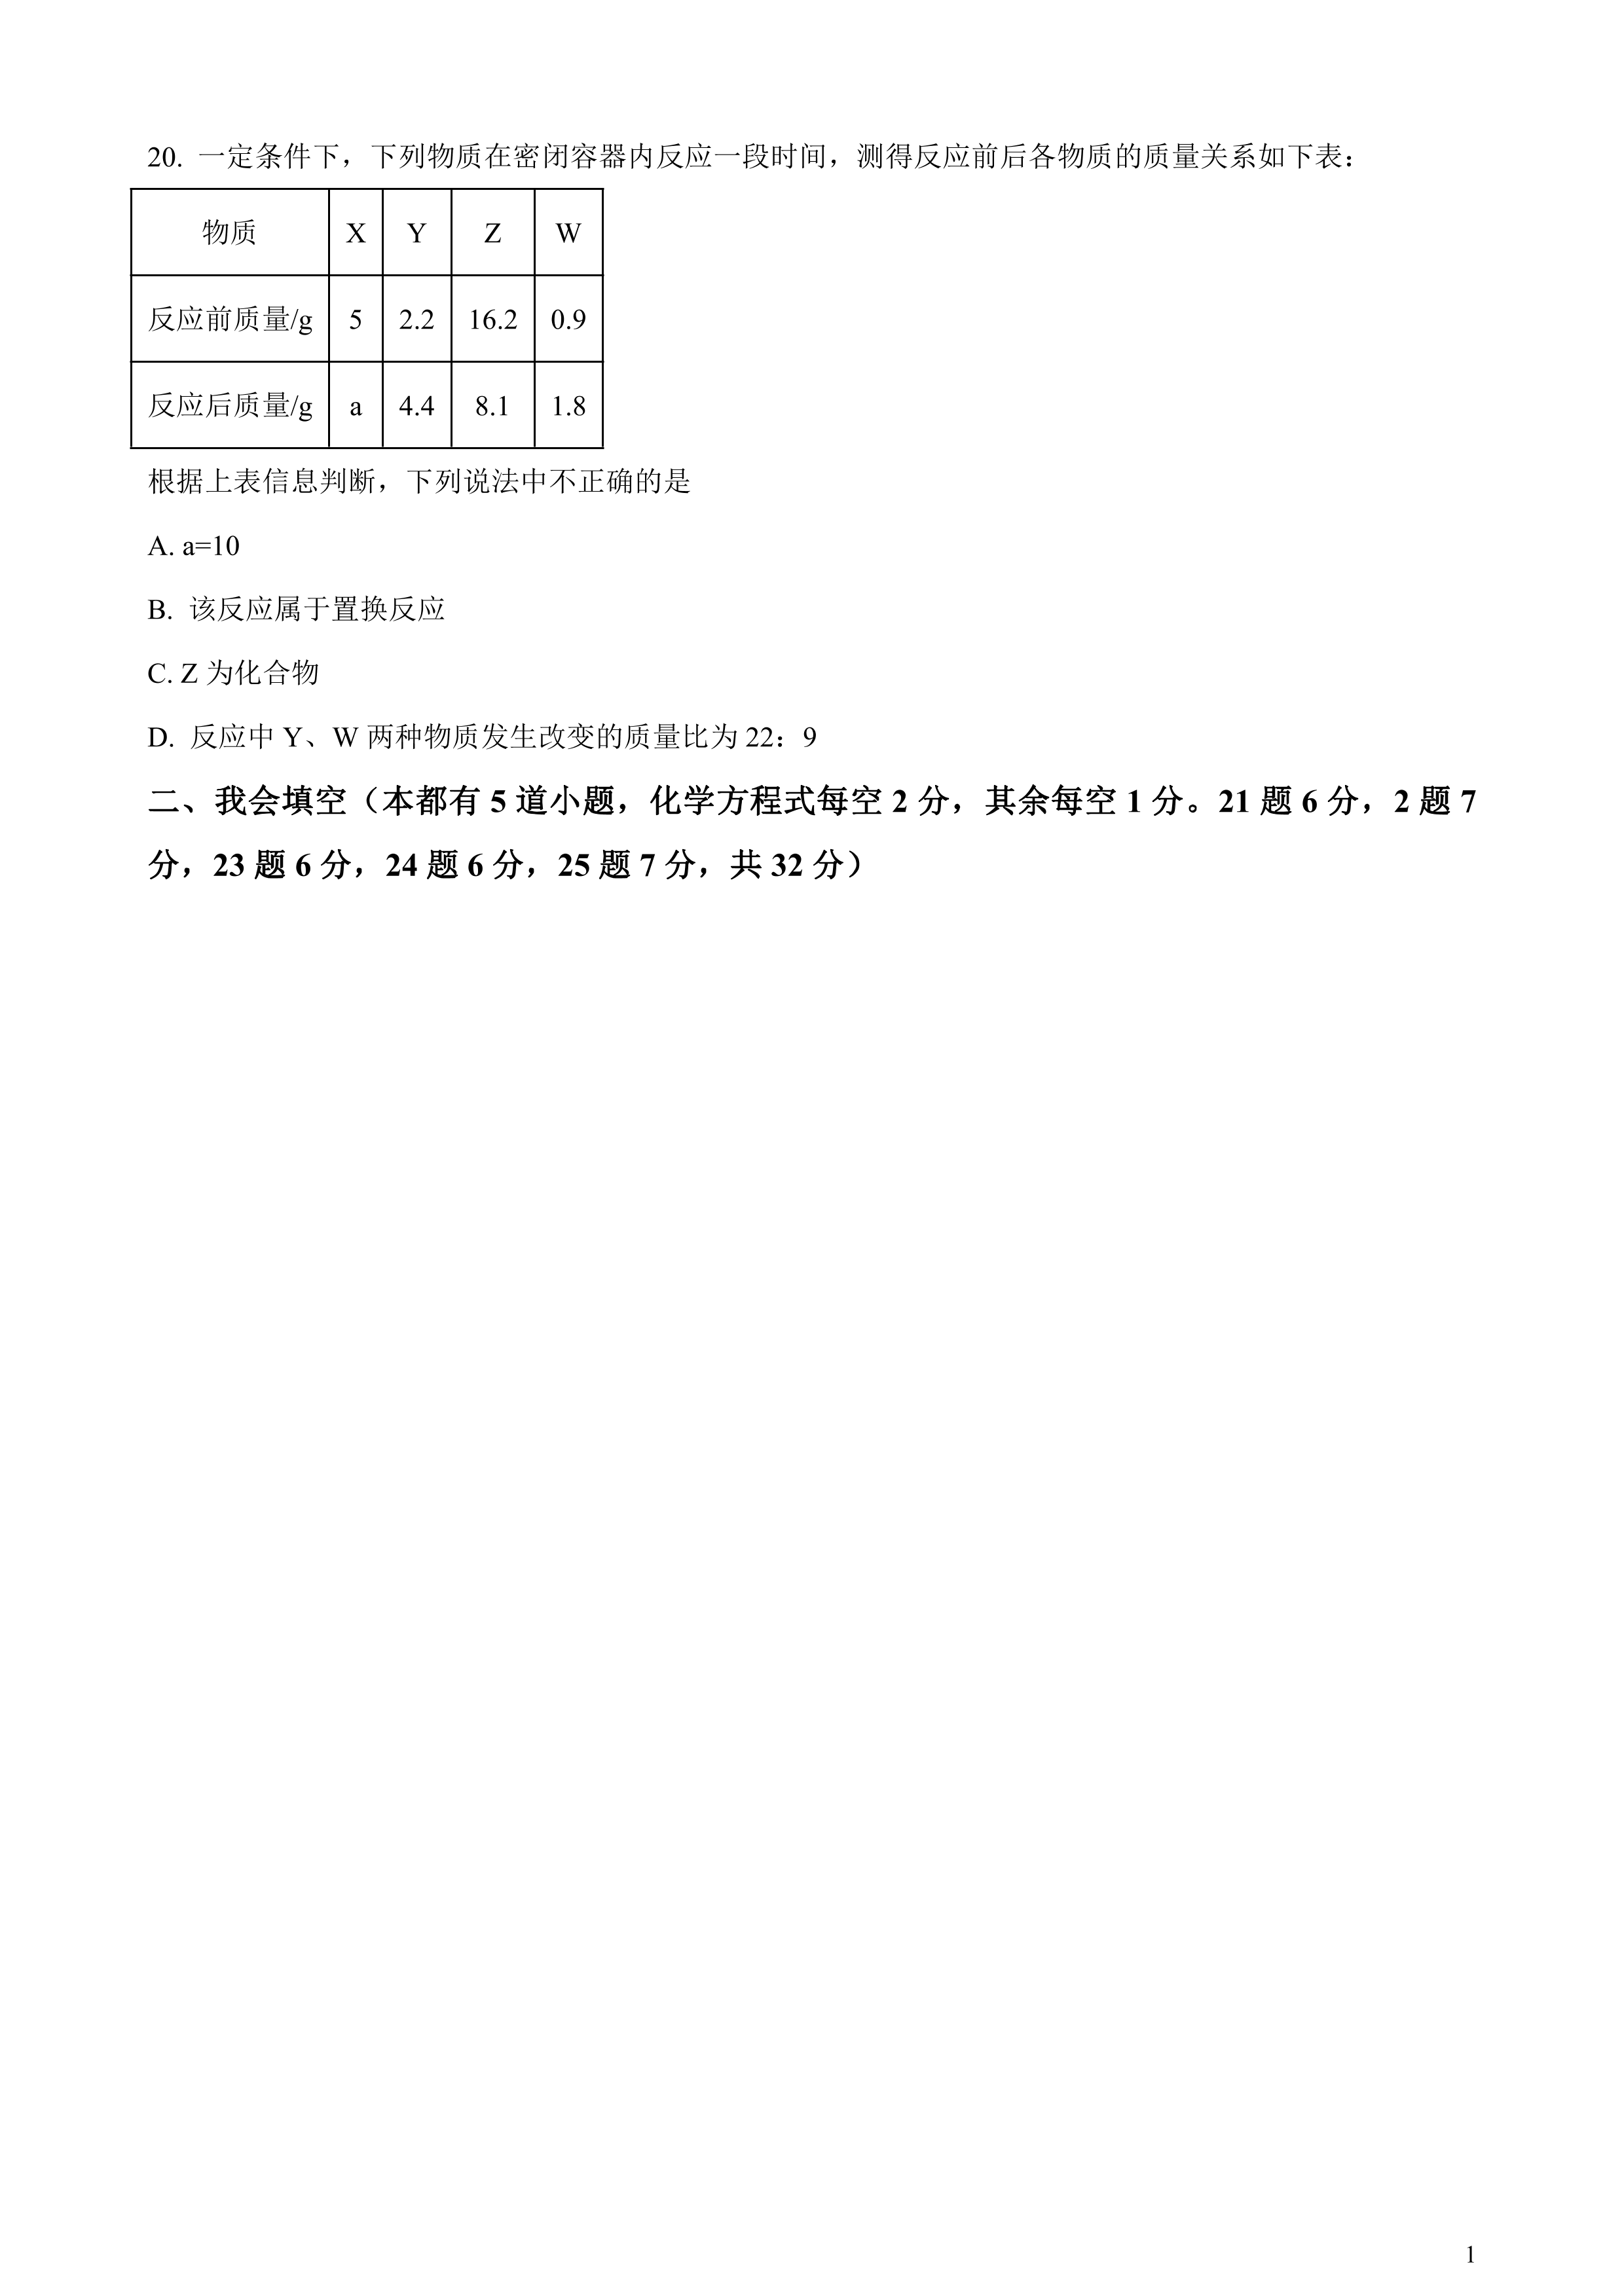 20. 一定条件下，下列物质在密闭容器内反应一段时间，测得反应前后各物质的质量关系如下表：
物质 X Y Z W
反应前质量/g 5 2.2 16.2 0.9
反应后质量/g a 4.4 8.1 1.8
根据上表信息判断，下列说法中不正确的是
A. a=10
B. 该反应属于置换反应
C. Z 为化合物
D. 反应中 Y、W 两种物质发生改变的质量比为 22：9
二、我会填空（本都有 5 道小题，化学方程式每空 2 分，其余每空 1 分。21 题 6 分，2 题 7
分，23 题 6 分，24 题 6 分，25 题 7 分，共 32 分）
1